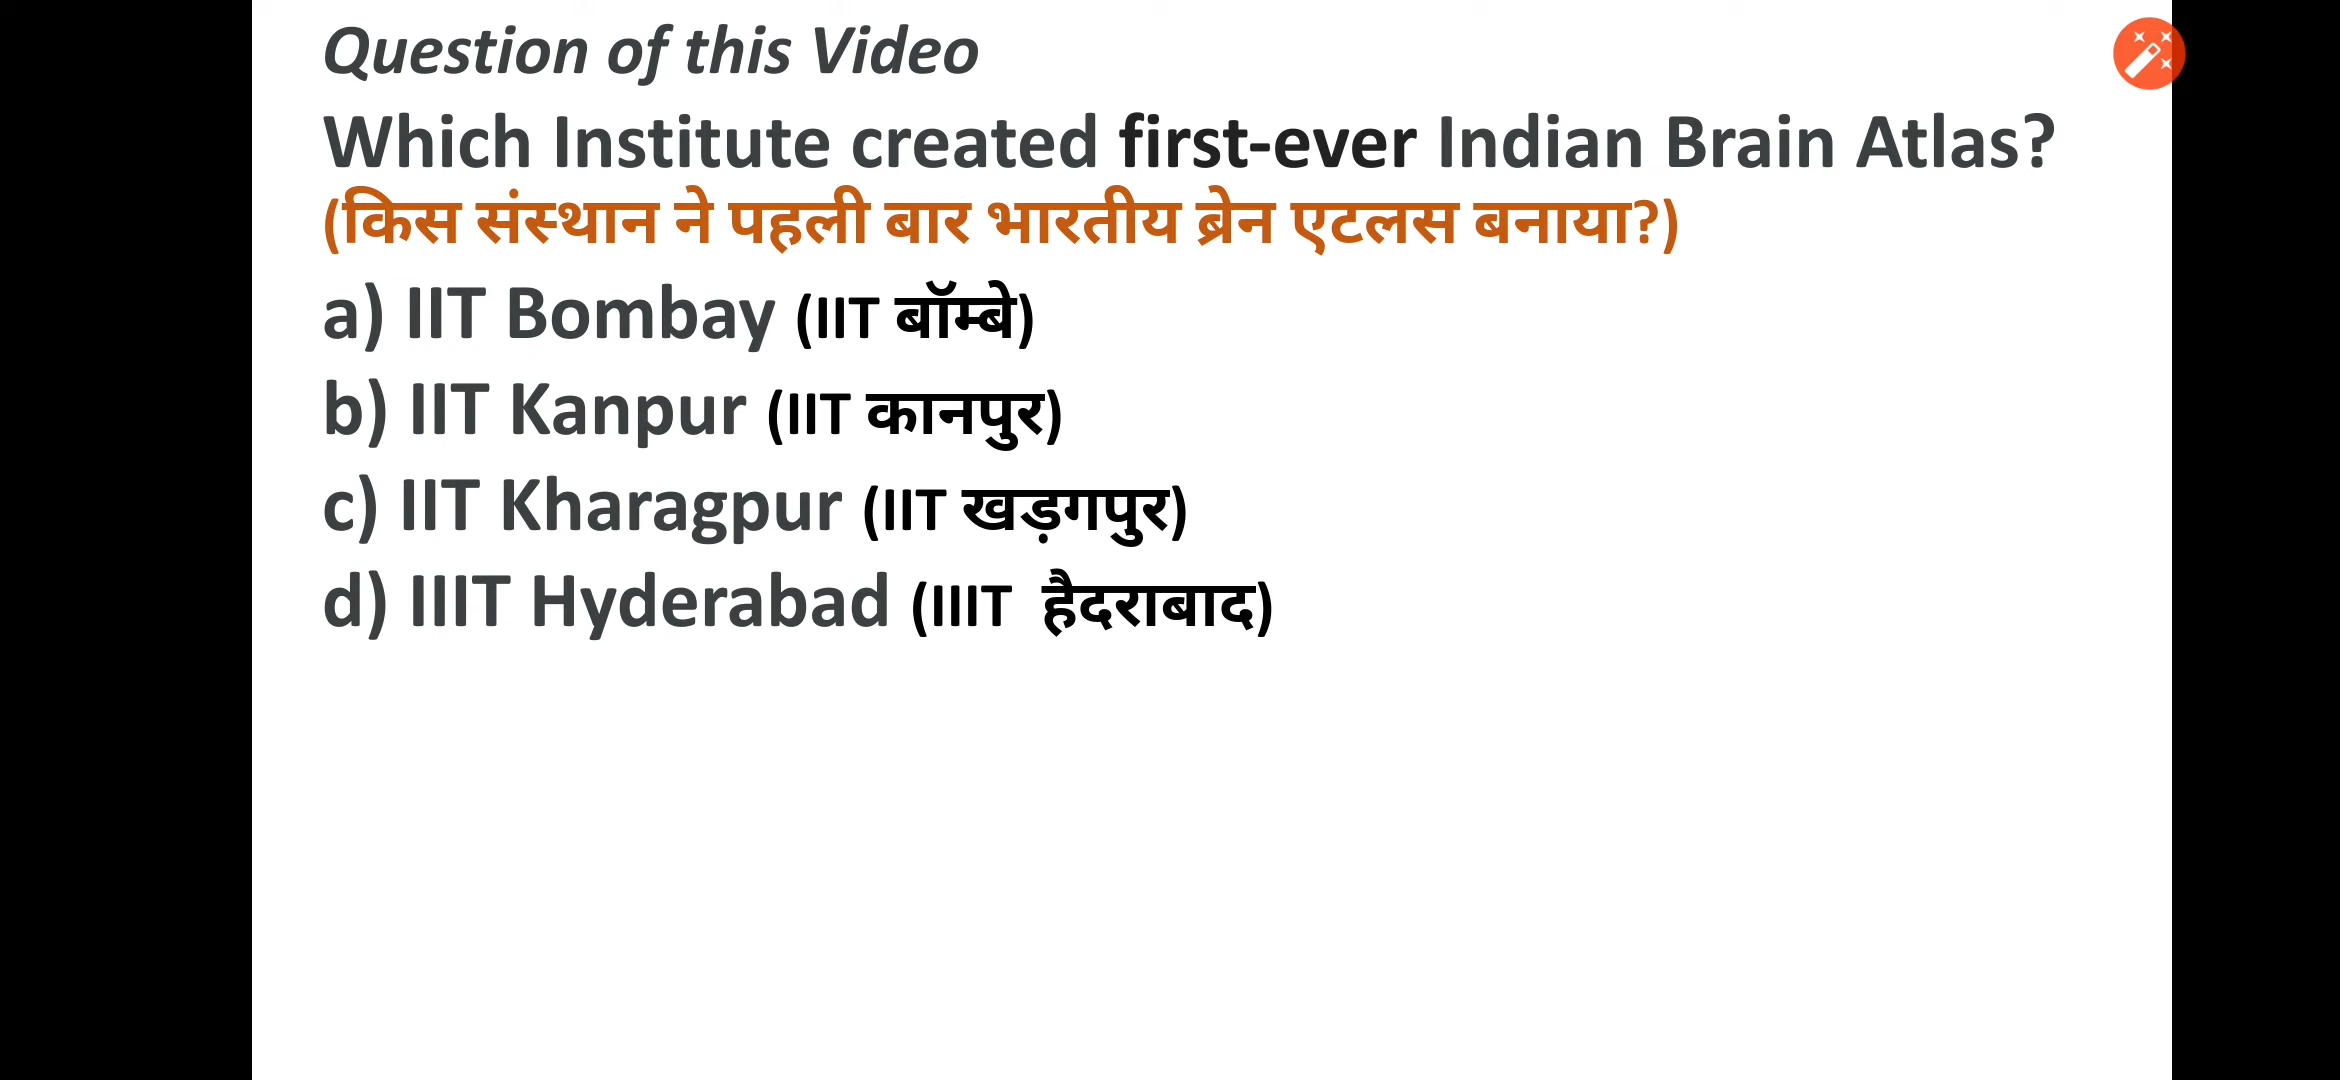 Question of this Video
Which Institute created first-ever Indian Brain Atlas?
(किस संस्थान ने पहली बार भारतीय ब्रेन एटलस बनाया?)
a) IIT Bombay (IIT बॉम्बे)
b) IIT Kanpur (IIT कानपुर)
c) IIT Kharagpur (IIT खड़गपुर)
d) IIIT Hyderabad (IIIT  हैदराबाद)